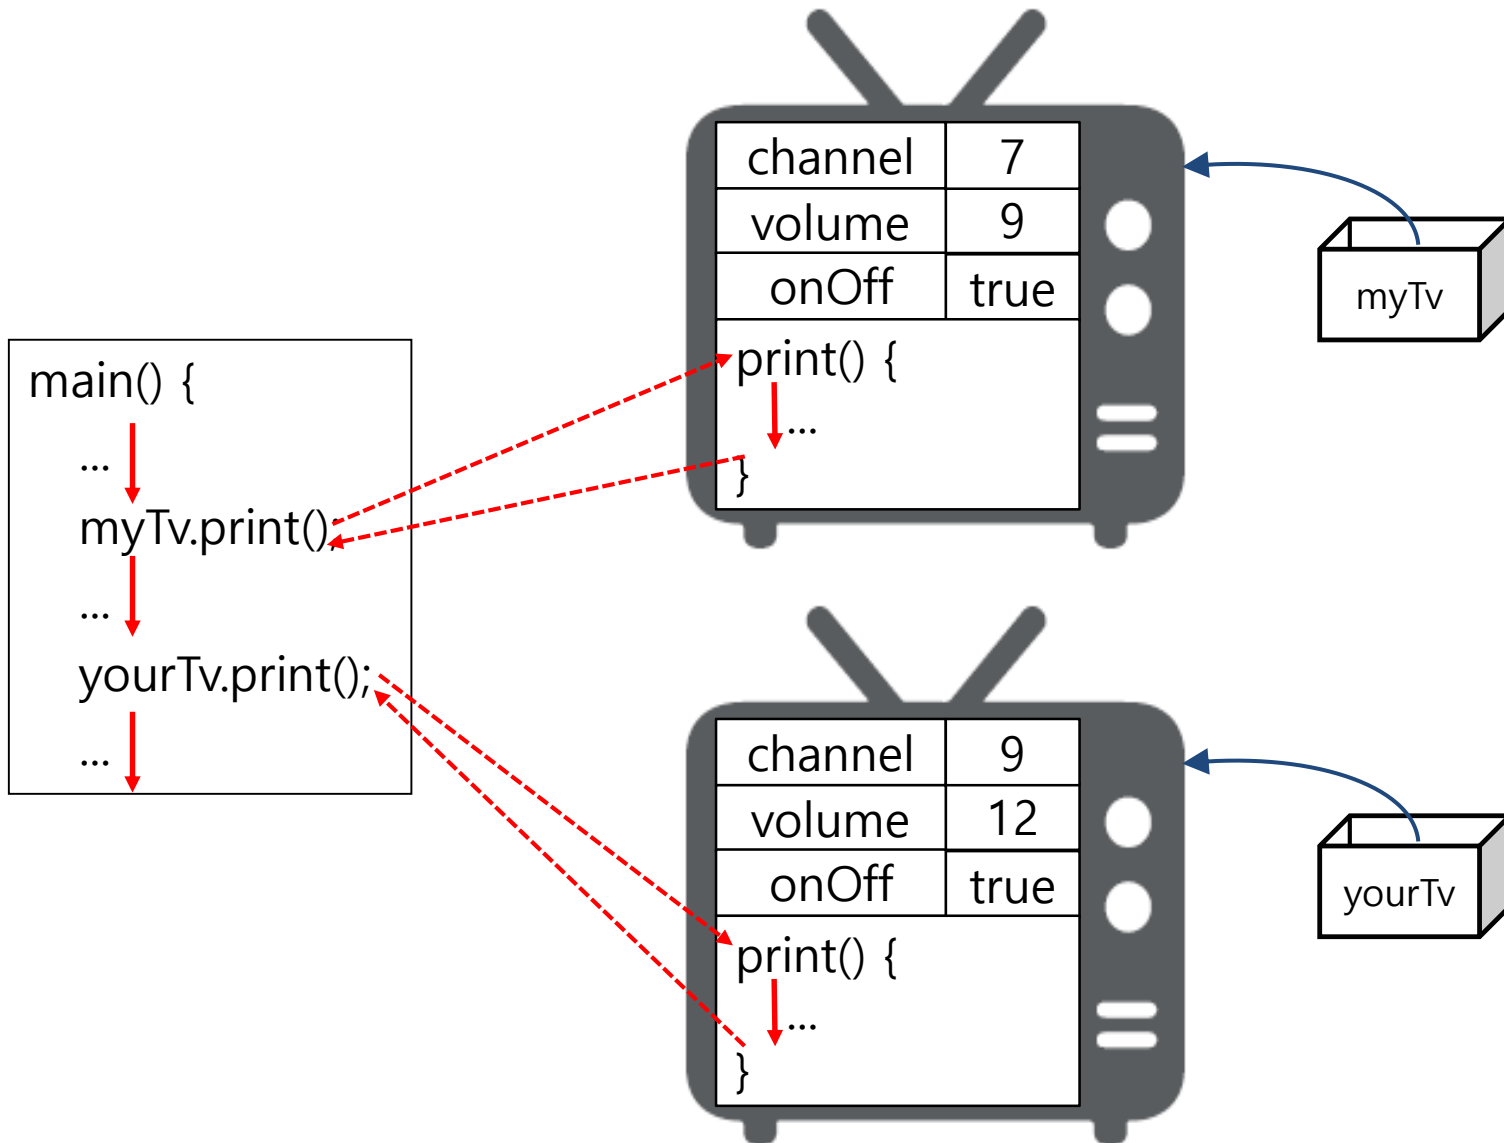 main() {
...
myTv.print();
...
yourTv.print();
...
channel 7
volume 9
onOff true
print() {
...
}
myTv
channel 9
volume 12
onOff true
print() {
...
}
yourTv